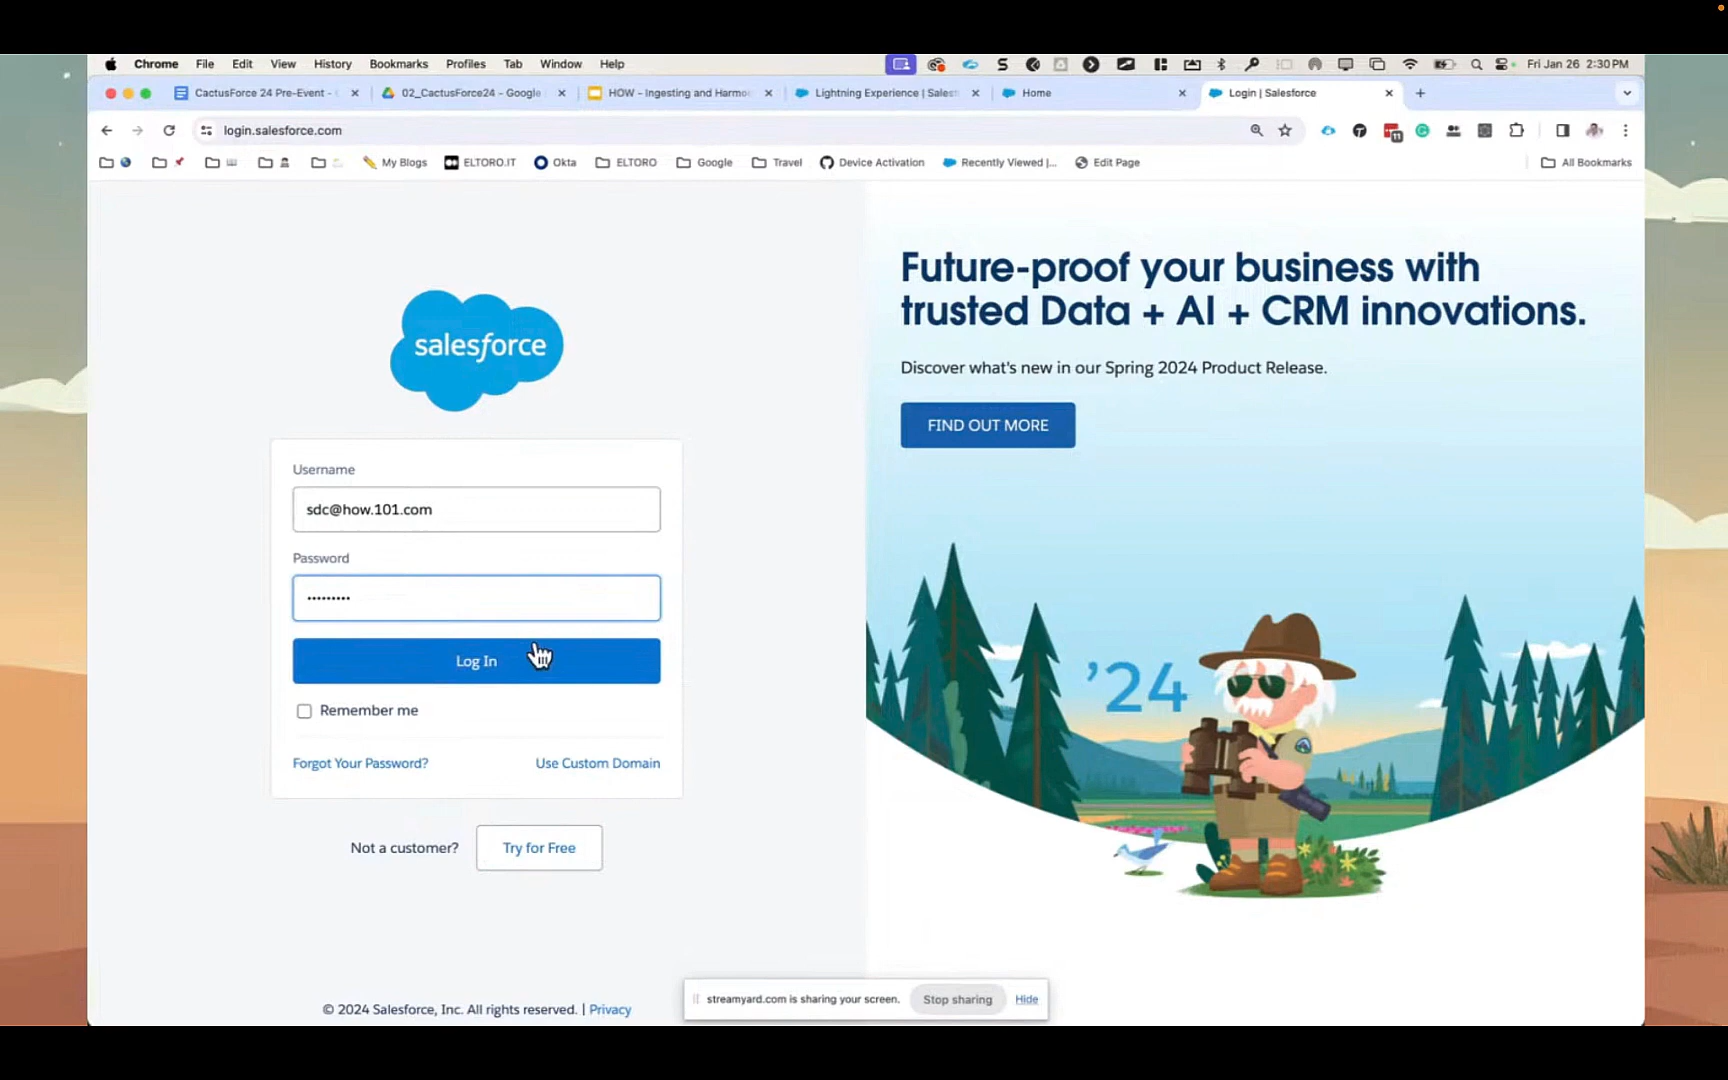 Chrome File Edit View History Bookmarks Profiles Tab Window Help Fri Jan 26 2:30 PM
CactusForce 24 Pre-Event - 02_CactusForce24 - Google HOW - Ingesting and Harmo Lightning Experience | Sales Home Login | Salesforce
login.salesforce.com
11
My Blogs ELTORO.IT Okta ELTORO Google Travel Device Activation Recently Viewed |... Edit Page All Bookmarks
salesforce
Username
sdc@how.101.com
Password
•••••••••
Log In
Remember me
Forgot Your Password? Use Custom Domain
Not a customer? Try for Free
© 2024 Salesforce, Inc. All rights reserved. | Privacy
Future-proof your business with
trusted Data + AI + CRM innovations.
Discover what's new in our Spring 2024 Product Release.
FIND OUT MORE
'24
streamyard.com is sharing your screen. Stop sharing Hide